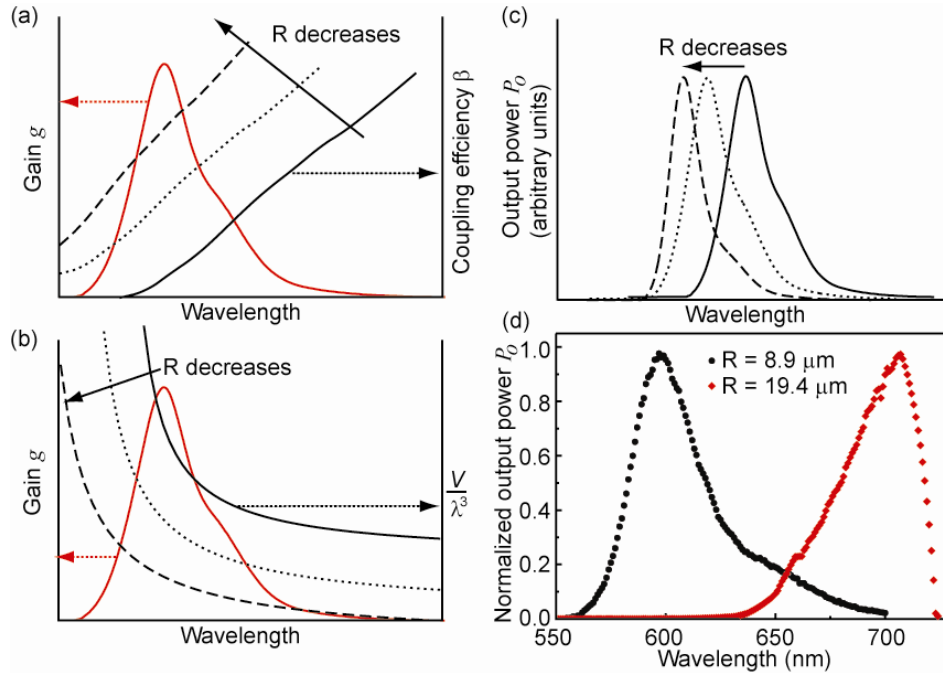 (a)
R decreases
Gain g
Coupling effciency β
Wavelength
(b)
R decreases
Gain g
V
λ³
Wavelength
(c)
R decreases
Output power Po
(arbitrary units)
Wavelength
(d)
R = 8.9 μm
R = 19.4 μm
Normalized output power Po
1.0
0.8
0.6
0.4
0.2
0.0
550 600 650 700
Wavelength (nm)